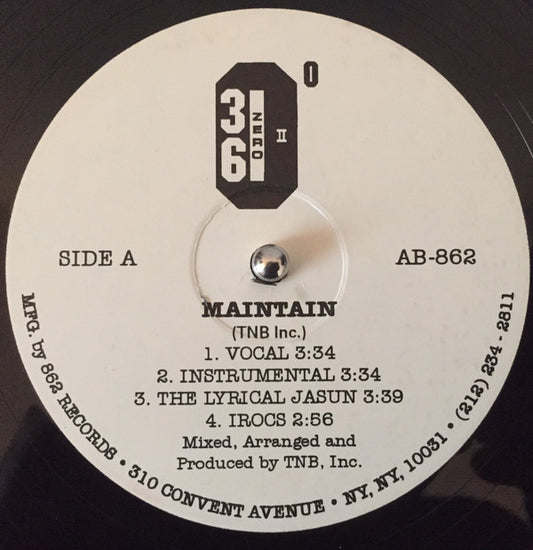 0
36
ZERO
II
SIDE A
AB-862
MAINTAIN
(TNB Inc.)
1. VOCAL 3:34
2. INSTRUMENTAL 3:34
3. THE LYRICAL JASUN 3:39
4. IROCS 2:56
Mixed, Arranged and
Produced by TNB, Inc.
MFG. by 862 RECORDS • 310 CONVENT AVENUE • NY, NY, 10031 • (212) 234 - 2811